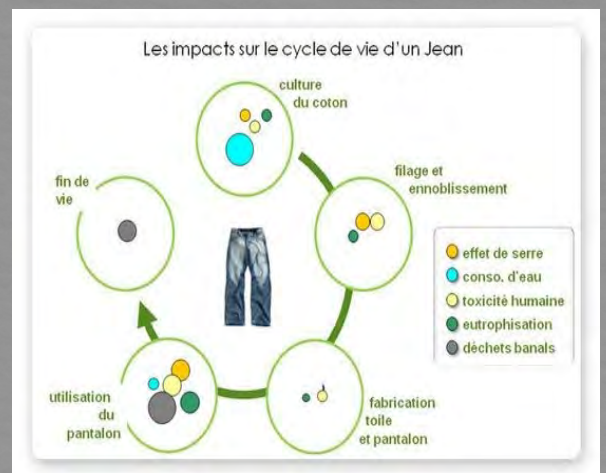 Les impacts sur le cycle de vie d'un Jean
culture
du coton
filage et
ennoblissement
effet de serre
conso. d'eau
toxicité humaine
eutrophisation
déchets banals
fabrication
toile
et pantalon
utilisation
du
pantalon
fin de
vie